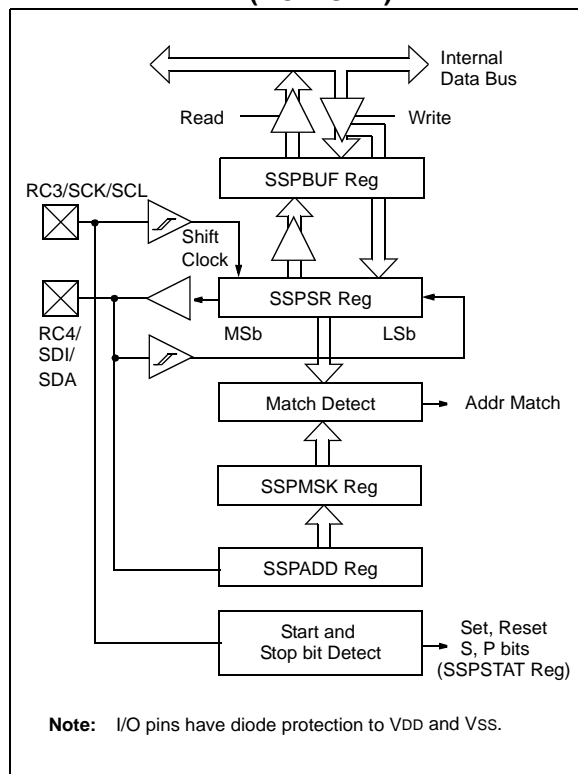 Internal
Data Bus
Read
Write
SSPBUF Reg
RC3/SCK/SCL
Shift
Clock
SSPSR Reg
MSb
LSb
RC4/
SDI/
SDA
Match Detect
Addr Match
SSPMSK Reg
SSPADD Reg
Start and
Stop bit Detect
Set, Reset
S, P bits
(SSPSTAT Reg)
Note: I/O pins have diode protection to VDD and VSS.